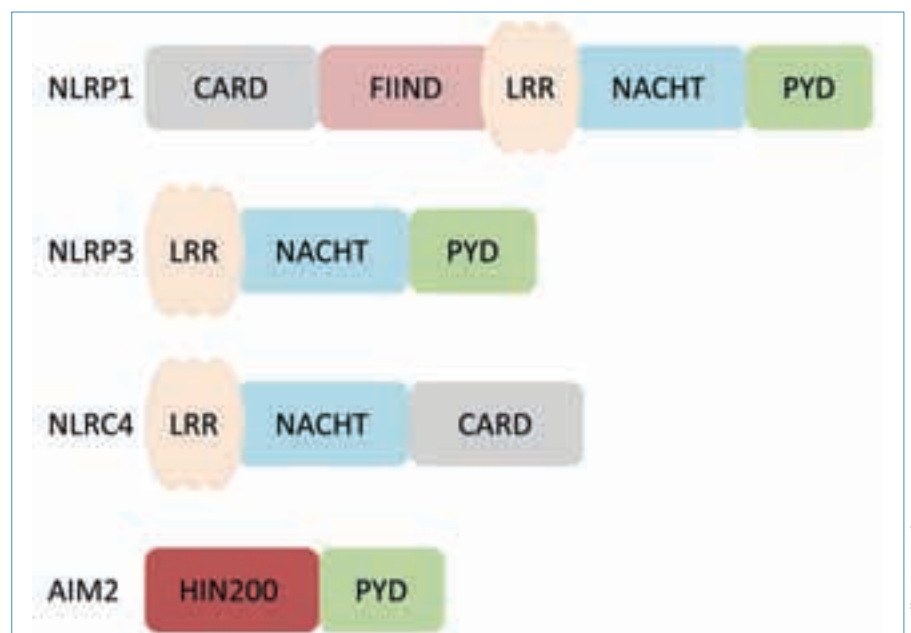 NLRP1 CARD FIIND LRR NACHT PYD
NLRP3 LRR NACHT PYD
NLRC4 LRR NACHT CARD
AIM2 HIN200 PYD